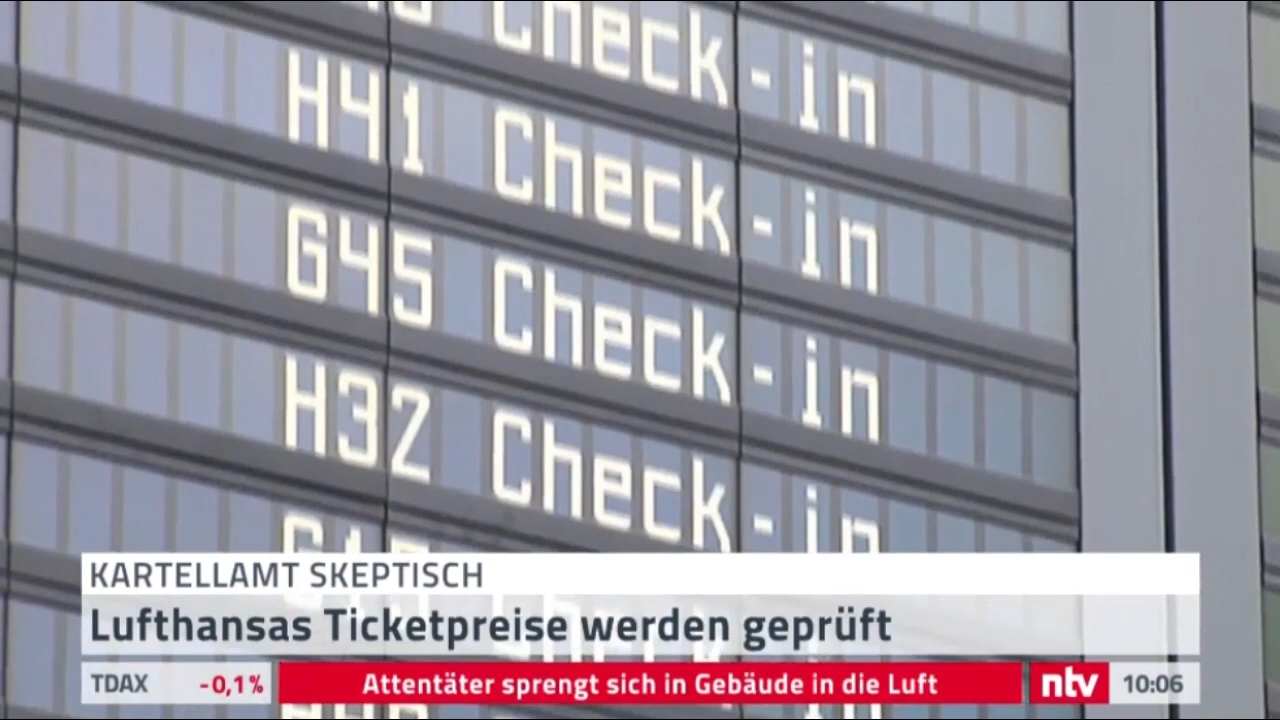 Check-in
H41 Check-in
G45 Check-in
H32 Check-in
KARTELLAMT SKEPTISCH
Lufthansas Ticketpreise werden geprüft
TDAX -0,1% Attentäter sprengt sich in Gebäude in die Luft ntv 10:06